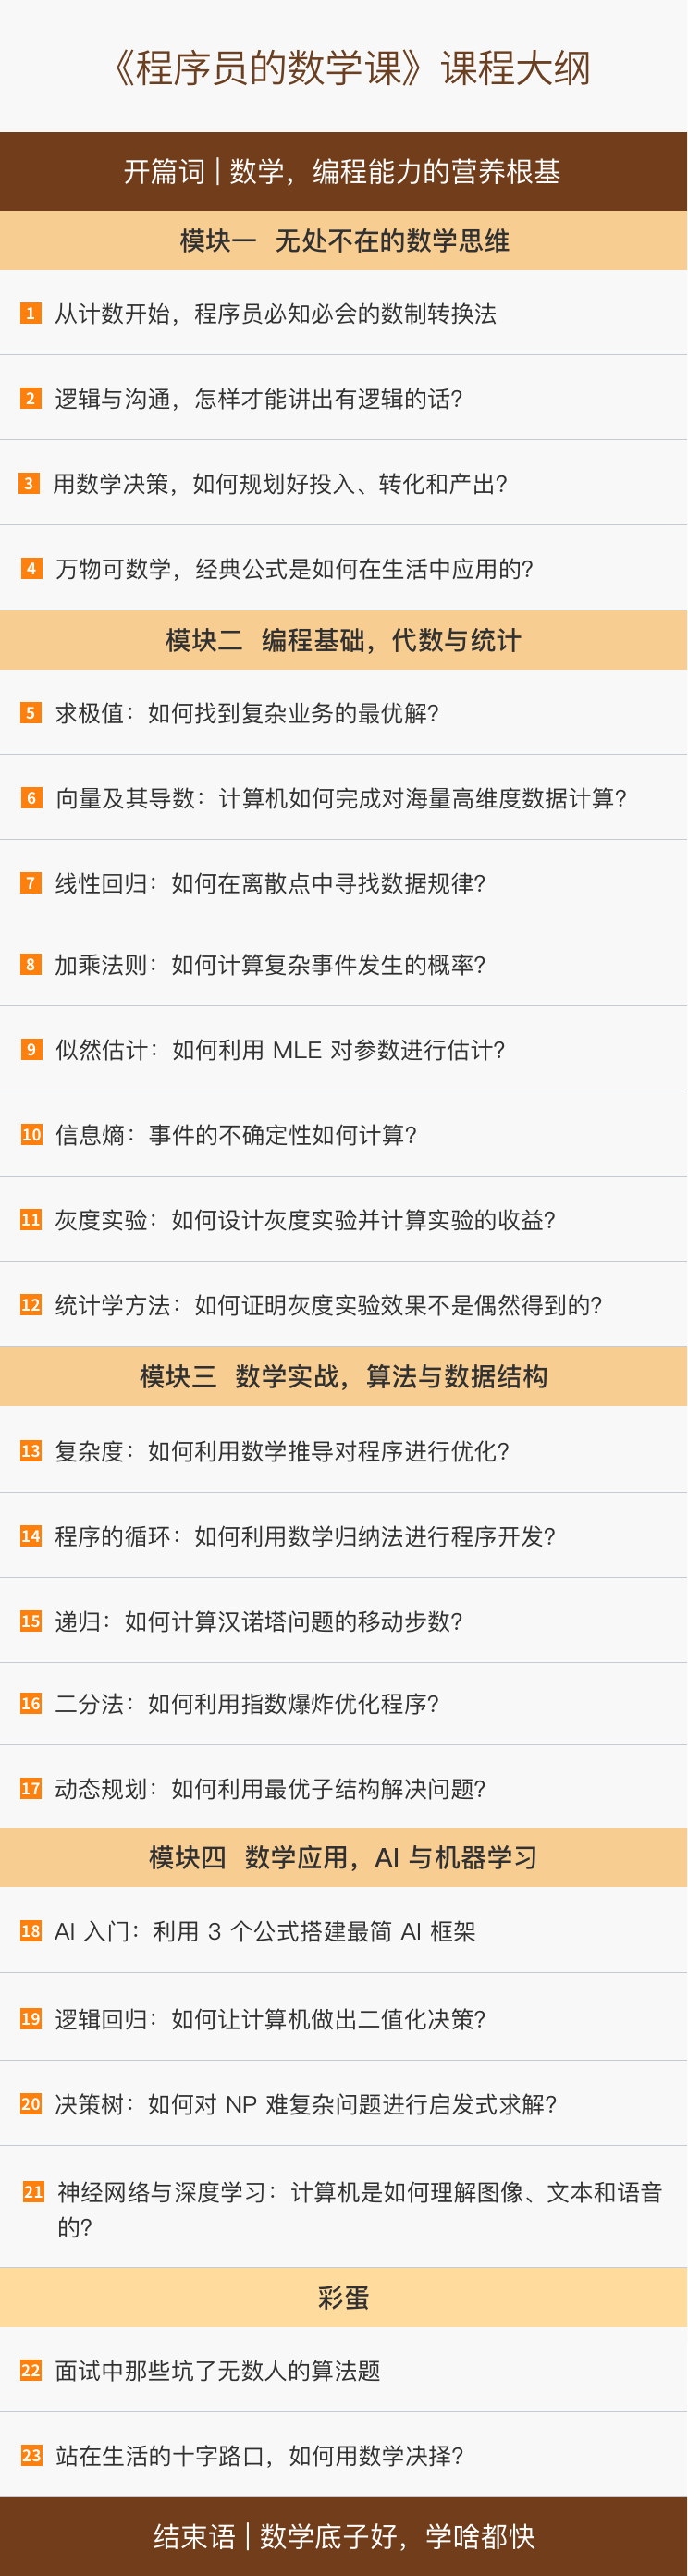 《程序员的数学课》课程大纲
开篇词 | 数学，编程能力的营养根基
模块一 无处不在的数学思维
1 从计数开始，程序员必知必会的数制转换法
2 逻辑与沟通，怎样才能讲出有逻辑的话？
3 用数学决策，如何规划好投入、转化和产出？
4 万物可数学，经典公式是如何在生活中应用的？
模块二 编程基础，代数与统计
5 求极值：如何找到复杂业务的最优解？
6 向量及其导数：计算机如何完成对海量高维度数据计算？
7 线性回归：如何在离散点中寻找数据规律？
8 加乘法则：如何计算复杂事件发生的概率？
9 似然估计：如何利用 MLE 对参数进行估计？
10 信息熵：事件的不确定性如何计算？
11 灰度实验：如何设计灰度实验并计算实验的收益？
12 统计学方法：如何证明灰度实验效果不是偶然得到的？
模块三 数学实战，算法与数据结构
13 复杂度：如何利用数学推导对程序进行优化？
14 程序的循环：如何利用数学归纳法进行程序开发？
15 递归：如何计算汉诺塔问题的移动步数？
16 二分法：如何利用指数爆炸优化程序？
17 动态规划：如何利用最优子结构解决问题？
模块四 数学应用，AI 与机器学习
18 AI 入门：利用 3 个公式搭建最简 AI 框架
19 逻辑回归：如何让计算机做出二值化决策？
20 决策树：如何对 NP 难复杂问题进行启发式求解？
21 神经网络与深度学习：计算机是如何理解图像、文本和语音
的？
彩蛋
22 面试中那些坑了无数人的算法题
23 站在生活的十字路口，如何用数学决择？
结束语 | 数学底子好，学啥都快